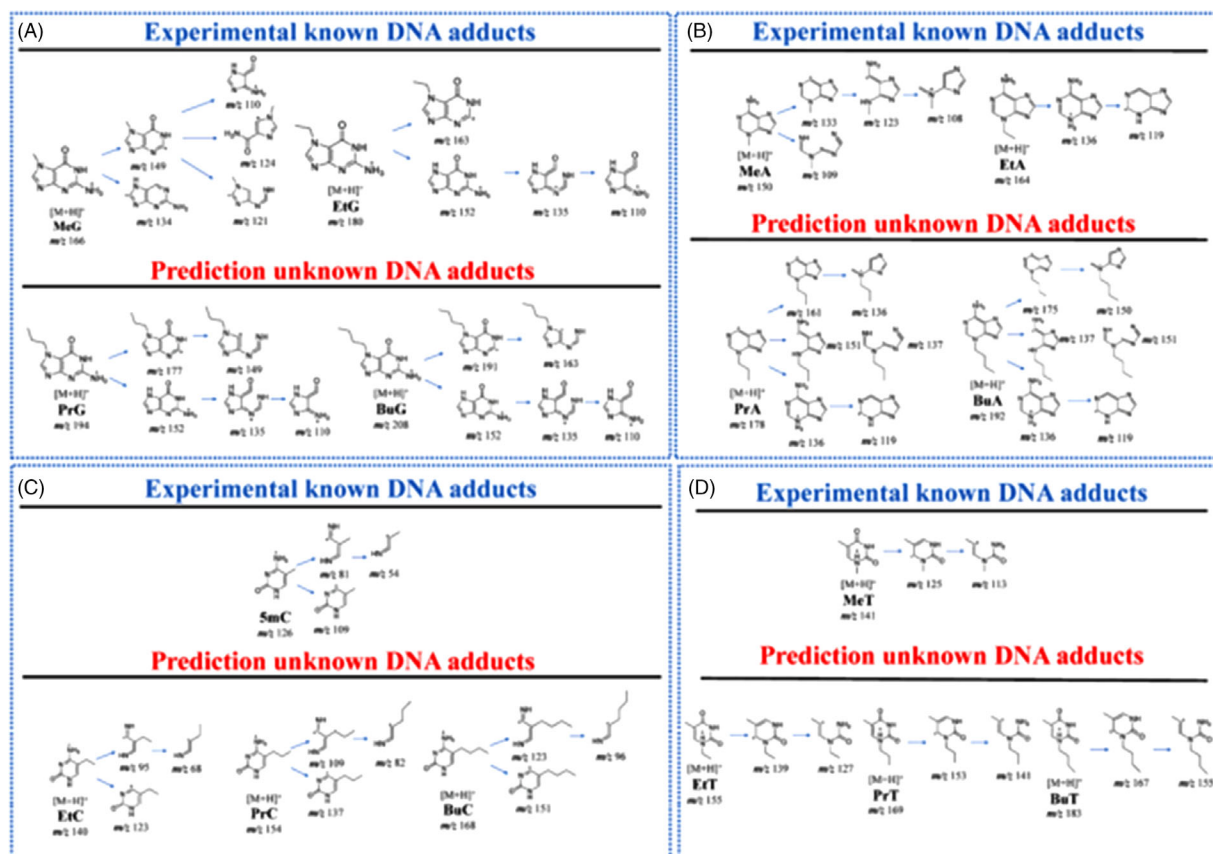 (A)
Experimental known DNA adducts
m/z 110
m/z 149
m/z 124
m/z 134
m/z 121
[M+H]⁺
MeG
m/z 166
m/z 163
[M+H]⁺
EtG
m/z 180
m/z 152
m/z 135
m/z 110
Prediction unknown DNA adducts
[M+H]⁺
PrG
m/z 194
m/z 177
m/z 149
m/z 152
m/z 135
m/z 110
[M+H]⁺
BuG
m/z 208
m/z 191
m/z 163
m/z 152
m/z 135
m/z 110
(B)
Experimental known DNA adducts
[M+H]⁺
MeA
m/z 150
m/z 133
m/z 123
m/z 108
m/z 109
[M+H]⁺
EtA
m/z 164
m/z 136
m/z 119
Prediction unknown DNA adducts
[M+H]⁺
PrA
m/z 178
m/z 161
m/z 136
m/z 151
m/z 137
m/z 136
m/z 119
[M+H]⁺
BuA
m/z 192
m/z 175
m/z 150
m/z 137
m/z 151
m/z 136
m/z 119
(C)
Experimental known DNA adducts
5mC
m/z 126
m/z 81
m/z 54
m/z 109
Prediction unknown DNA adducts
[M+H]⁺
EtC
m/z 140
m/z 95
m/z 68
m/z 123
[M+H]⁺
PrC
m/z 154
m/z 109
m/z 82
m/z 137
[M+H]⁺
BuC
m/z 168
m/z 123
m/z 96
m/z 151
(D)
Experimental known DNA adducts
[M+H]⁺
MeT
m/z 141
m/z 125
m/z 113
Prediction unknown DNA adducts
[M+H]⁺
EtT
m/z 155
m/z 139
m/z 127
[M+H]⁺
PrT
m/z 169
m/z 153
m/z 141
[M+H]⁺
BuT
m/z 183
m/z 167
m/z 155